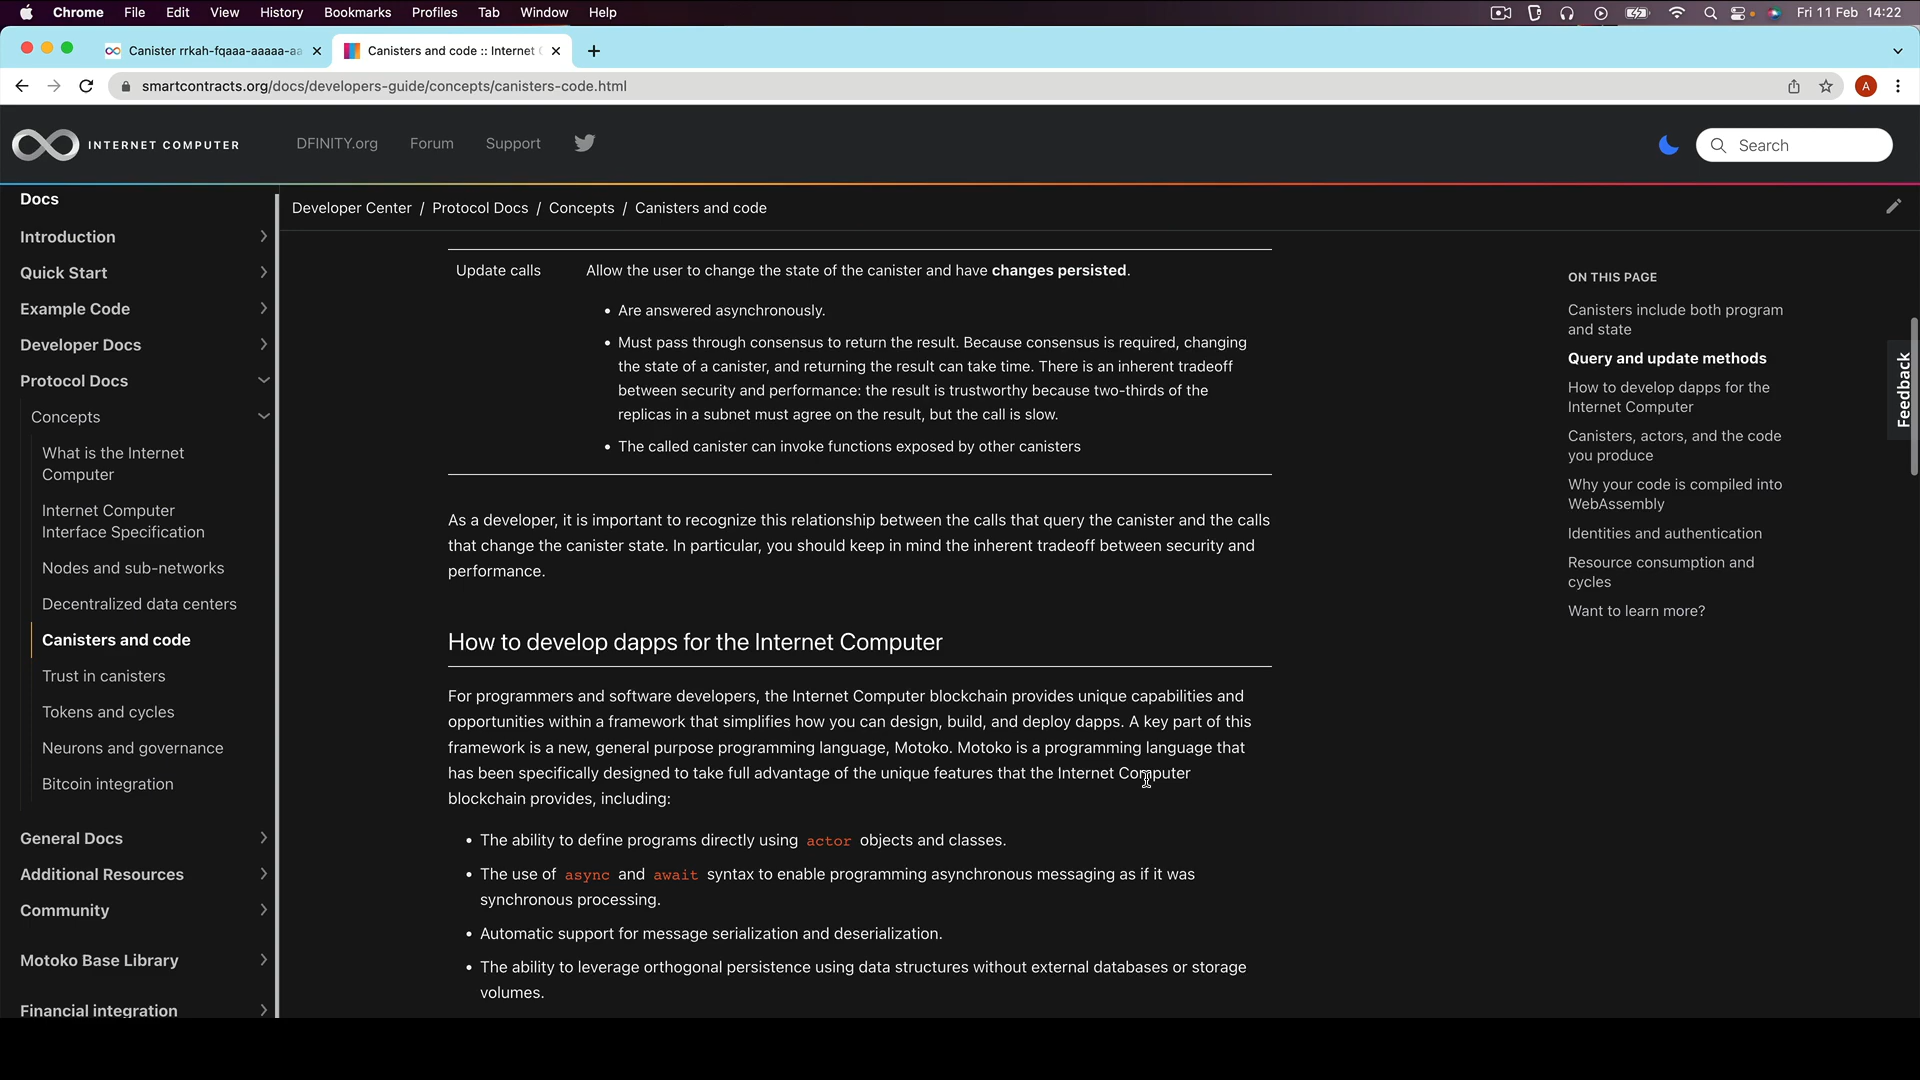 Chrome File Edit View History Bookmarks Profiles Tab Window Help Fri 11 Feb 14:22
Canister rrkah-fqaaa-aaaaa-aa
Canisters and code :: Internet C
smartcontracts.org/docs/developers-guide/concepts/canisters-code.html
A
INTERNET COMPUTER
DFINITY.org Forum Support
Search
Docs
Introduction
Quick Start
Example Code
Developer Docs
Protocol Docs
Concepts
What is the Internet
Computer
Internet Computer
Interface Specification
Nodes and sub-networks
Decentralized data centers
Canisters and code
Trust in canisters
Tokens and cycles
Neurons and governance
Bitcoin integration
General Docs
Additional Resources
Community
Motoko Base Library
Financial integration
Developer Center / Protocol Docs / Concepts / Canisters and code
Update calls
Allow the user to change the state of the canister and have changes persisted.
• Are answered asynchronously.
• Must pass through consensus to return the result. Because consensus is required, changing
the state of a canister, and returning the result can take time. There is an inherent tradeoff
between security and performance: the result is trustworthy because two-thirds of the
replicas in a subnet must agree on the result, but the call is slow.
• The called canister can invoke functions exposed by other canisters
As a developer, it is important to recognize this relationship between the calls that query the canister and the calls
that change the canister state. In particular, you should keep in mind the inherent tradeoff between security and
performance.
How to develop dapps for the Internet Computer
For programmers and software developers, the Internet Computer blockchain provides unique capabilities and
opportunities within a framework that simplifies how you can design, build, and deploy dapps. A key part of this
framework is a new, general purpose programming language, Motoko. Motoko is a programming language that
has been specifically designed to take full advantage of the unique features that the Internet Computer
blockchain provides, including:
• The ability to define programs directly using actor objects and classes.
• The use of async and await syntax to enable programming asynchronous messaging as if it was
synchronous processing.
• Automatic support for message serialization and deserialization.
• The ability to leverage orthogonal persistence using data structures without external databases or storage
volumes.
ON THIS PAGE
Canisters include both program
and state
Query and update methods
How to develop dapps for the
Internet Computer
Canisters, actors, and the code
you produce
Why your code is compiled into
WebAssembly
Identities and authentication
Resource consumption and
cycles
Want to learn more?
Feedback